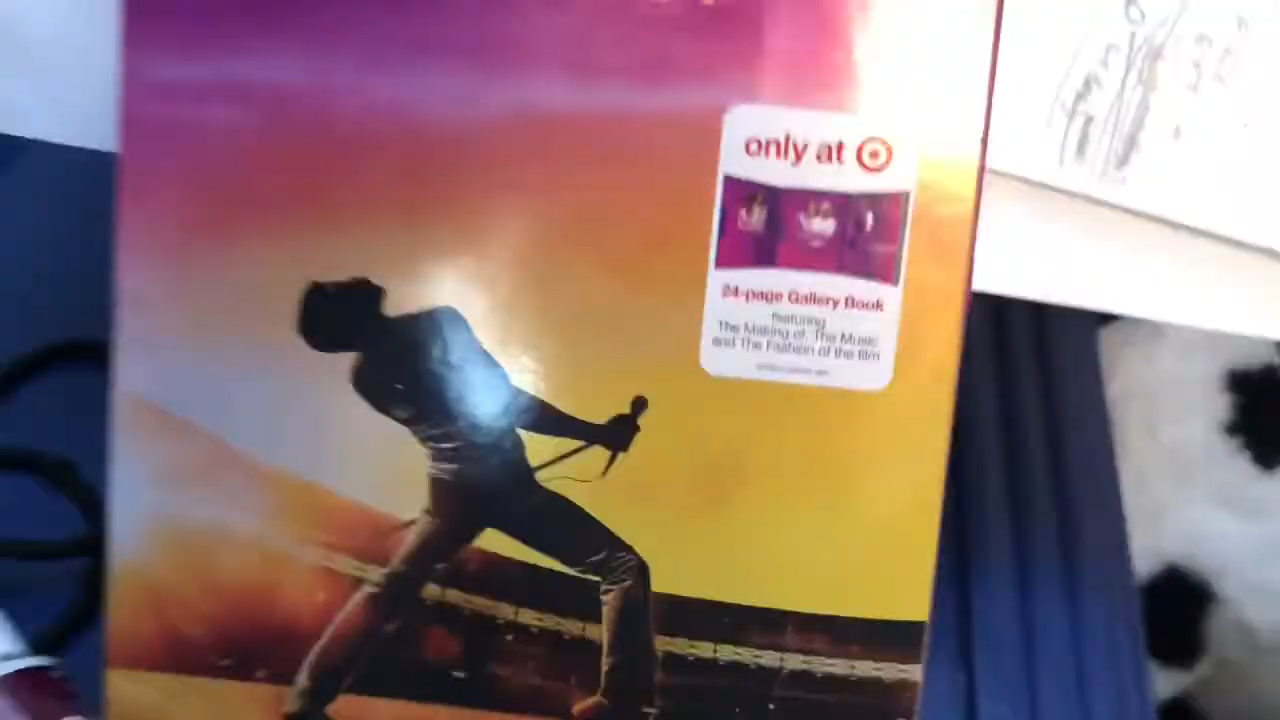 only at
24-page Gallery Book
featuring
The Making of, The Music
and The Fashion of the film